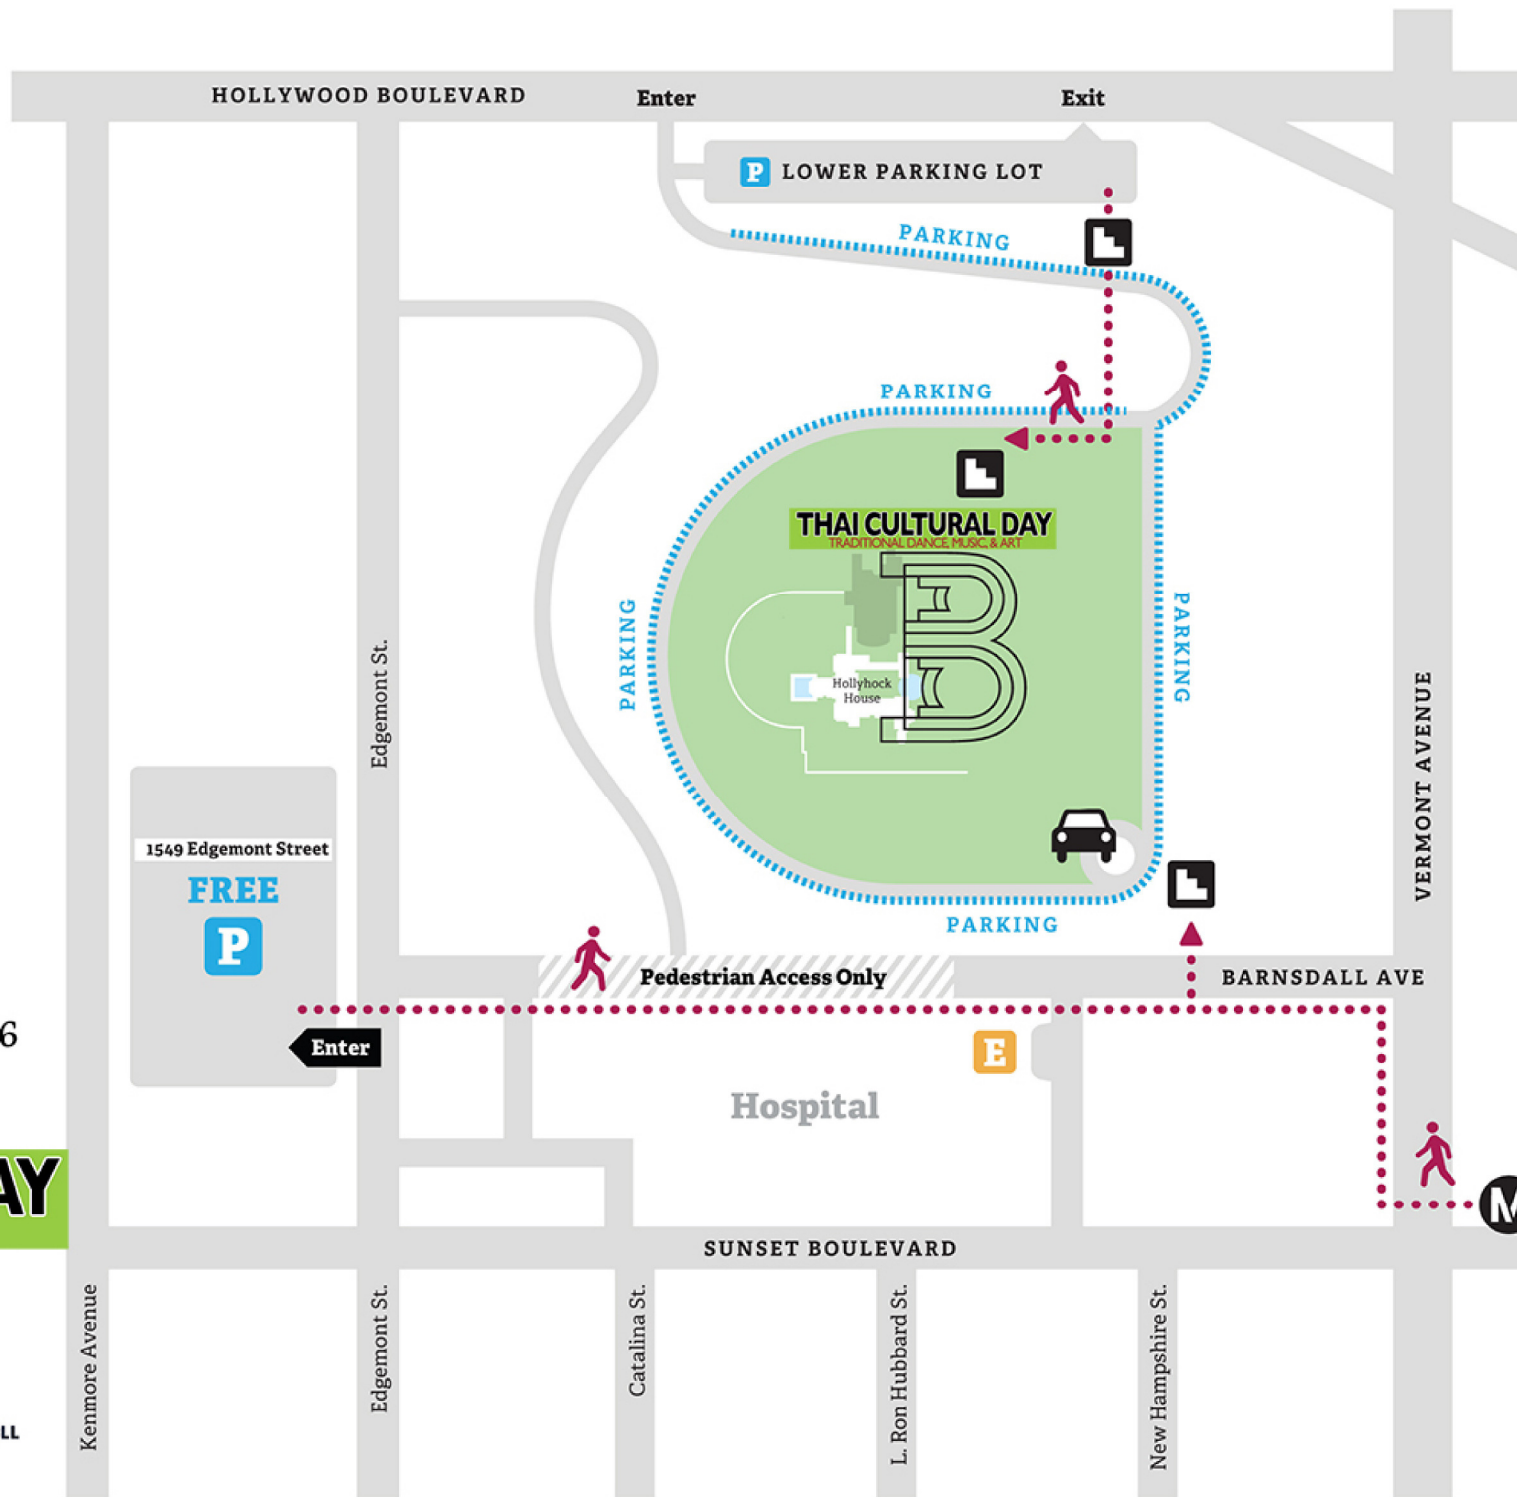 HOLLYWOOD BOULEVARD
Enter
Exit
P LOWER PARKING LOT
PARKING
PARKING
THAI CULTURAL DAY
TRADITIONAL DANCE, MUSIC, & ART
B
PARKING
PARKING
Hollyhock
House
Edgemont St.
VERMONT AVENUE
1549 Edgemont Street
FREE
P
PARKING
Pedestrian Access Only
BARNSDALL AVE
6
Enter
E
Hospital
AY
M
SUNSET BOULEVARD
Kenmore Avenue
Edgemont St.
Catalina St.
L. Ron Hubbard St.
New Hampshire St.
LL